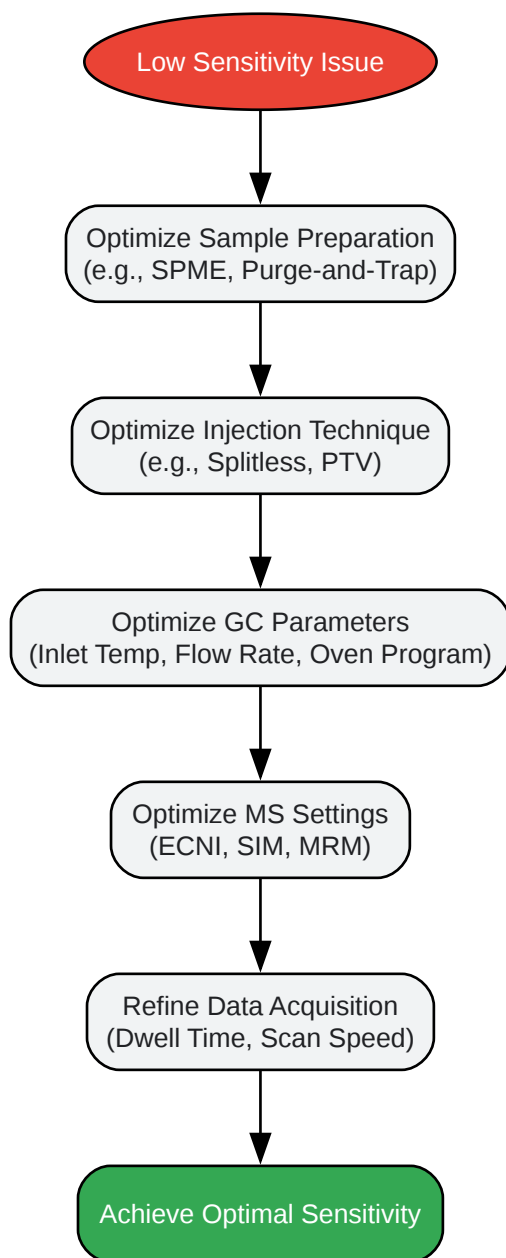 Low Sensitivity Issue
Optimize Sample Preparation
(e.g., SPME, Purge-and-Trap)
Optimize Injection Technique
(e.g., Splitless, PTV)
Optimize GC Parameters
(Inlet Temp, Flow Rate, Oven Program)
Optimize MS Settings
(ECNI, SIM, MRM)
Refine Data Acquisition
(Dwell Time, Scan Speed)
Achieve Optimal Sensitivity